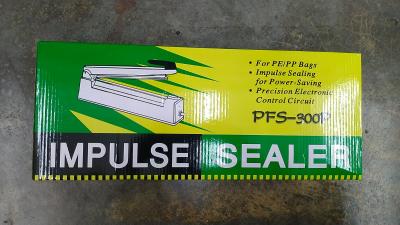 • For PE/PP Bags
• Impulse Sealing
for Power-Saving
• Precision Electronic
Control Circuit
PFS-300P
IMPULSE SEALER